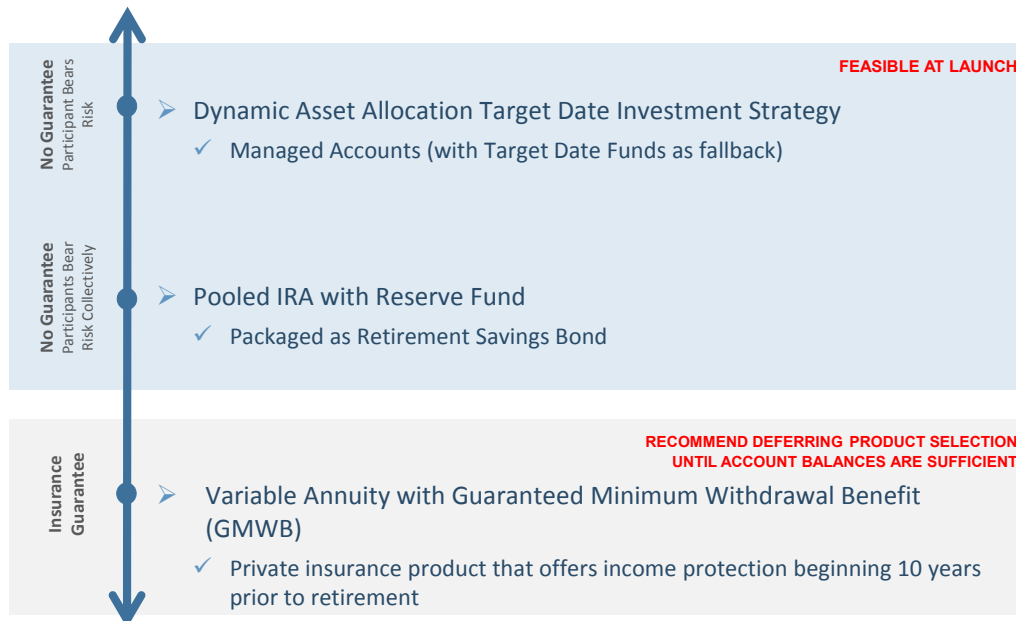 FEASIBLE AT LAUNCH
No Guarantee
Participant Bears
Risk
➢ Dynamic Asset Allocation Target Date Investment Strategy
✓ Managed Accounts (with Target Date Funds as fallback)
No Guarantee
Participants Bear
Risk Collectively
➢ Pooled IRA with Reserve Fund
✓ Packaged as Retirement Savings Bond
RECOMMEND DEFERRING PRODUCT SELECTION
UNTIL ACCOUNT BALANCES ARE SUFFICIENT
Insurance
Guarantee
➢ Variable Annuity with Guaranteed Minimum Withdrawal Benefit
(GMWB)
✓ Private insurance product that offers income protection beginning 10 years
prior to retirement